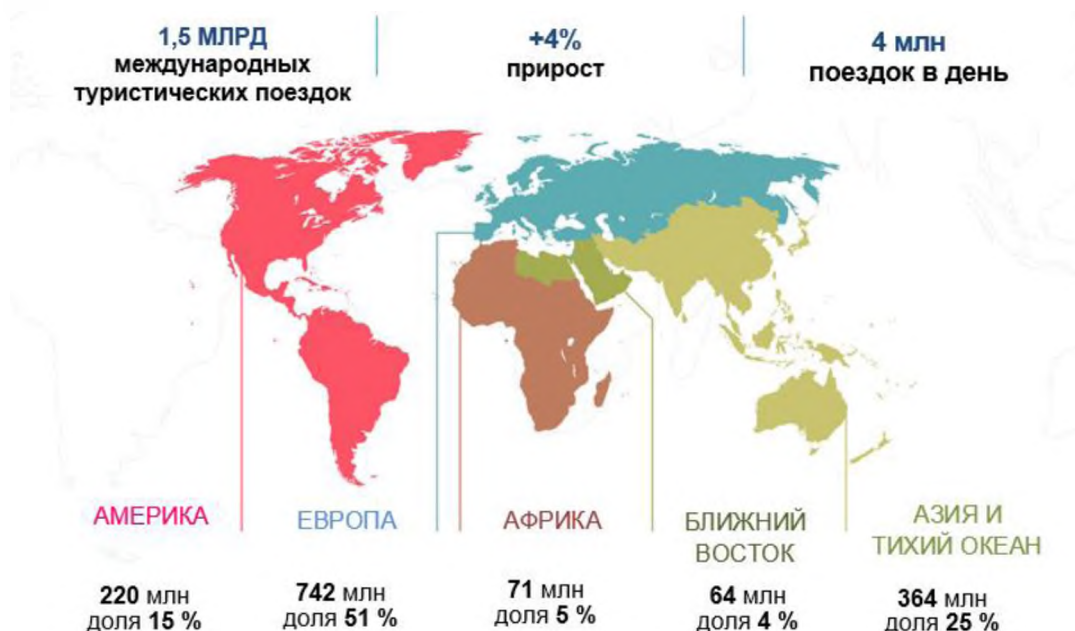 1,5 МЛРД
международных
туристических поездок
+4%
прирост
4 млн
поездок в день
АМЕРИКА
220 млн
доля 15 %
ЕВРОПА
742 млн
доля 51 %
АФРИКА
71 млн
доля 5 %
БЛИЖНИЙ
ВОСТОК
64 млн
доля 4 %
АЗИЯ И
ТИХИЙ ОКЕАН
364 млн
доля 25 %